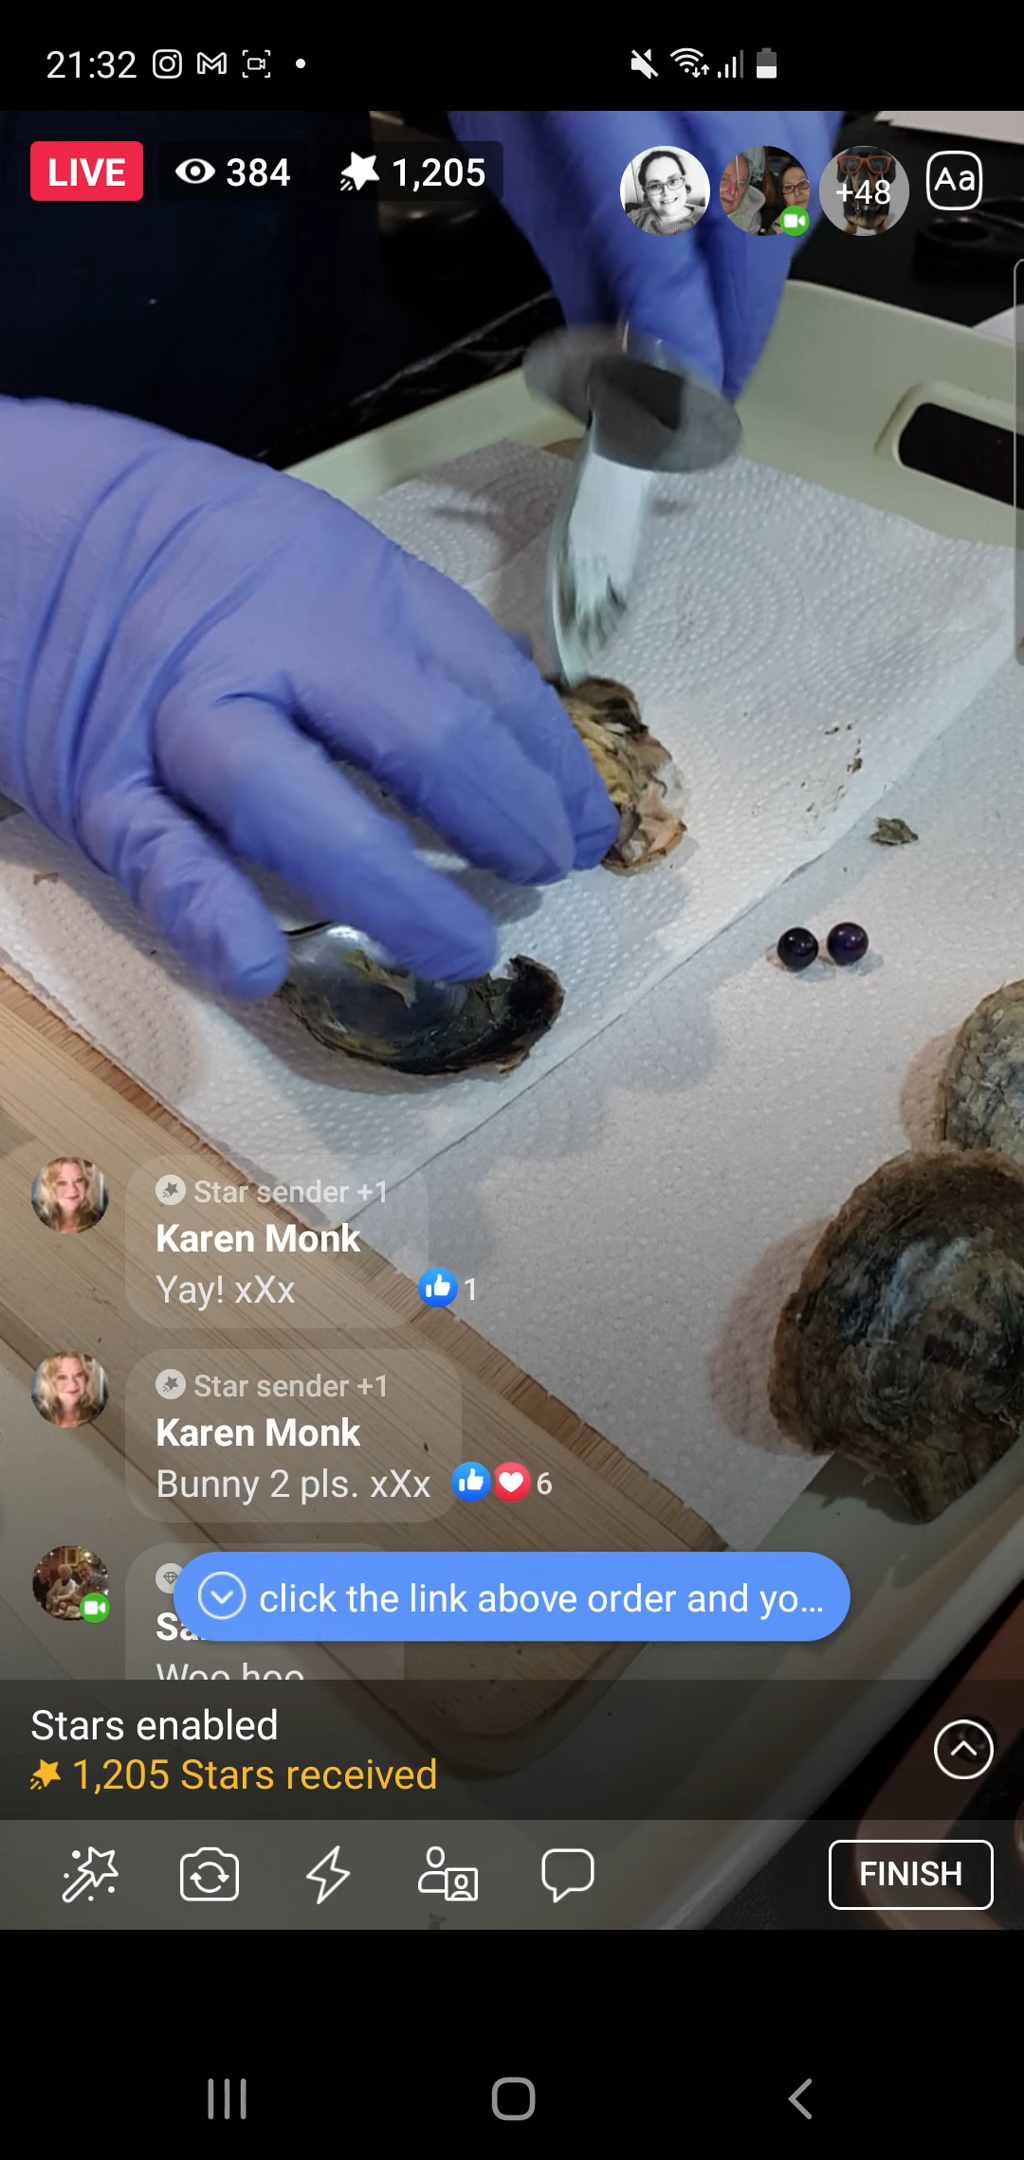 21:32
LIVE 384 1,205 +48 Aa
Star sender +1
Karen Monk
Yay! xXx 1
Star sender +1
Karen Monk
Bunny 2 pls. xXx 6
click the link above order and yo...
Woo hoo
Stars enabled
1,205 Stars received
FINISH